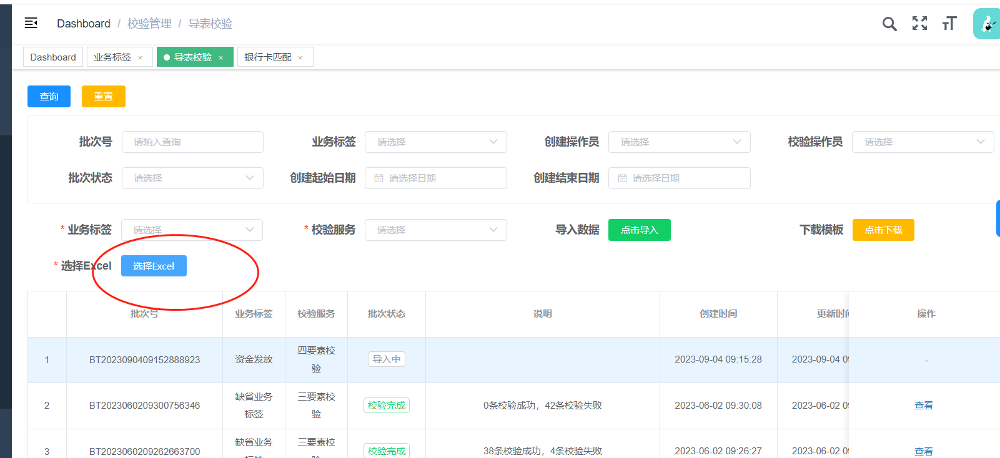 Dashboard / 校验管理 / 导表校验
Dashboard 业务标签 × 导表校验 × 银行卡匹配 ×
查询 重置
批次号 请输入查询 业务标签 请选择 创建操作员 请选择 校验操作员 请选择
批次状态 请选择 创建起始日期 请选择日期 创建结束日期 请选择日期
* 业务标签 请选择 * 校验服务 请选择 导入数据 点击导入 下载模板 点击下载
* 选择Excel 选择Excel
批次号 业务标签 校验服务 批次状态 说明 创建时间 更新时间 操作
1 BT2023090409152888923 资金发放 四要素校验 导入中 2023-09-04 09:15:28 2023-09-04 09 -
2 BT2023060209300756346 缺省业务标签 三要素校验 校验完成 0条校验成功，42条校验失败 2023-06-02 09:30:08 2023-06-02 09 查看
3 BT2023060209262663700 缺省业务 三要素校 校验完成 38条校验成功，4条校验失败 2023-06-02 09:26:27 2023-06-02 09 查看